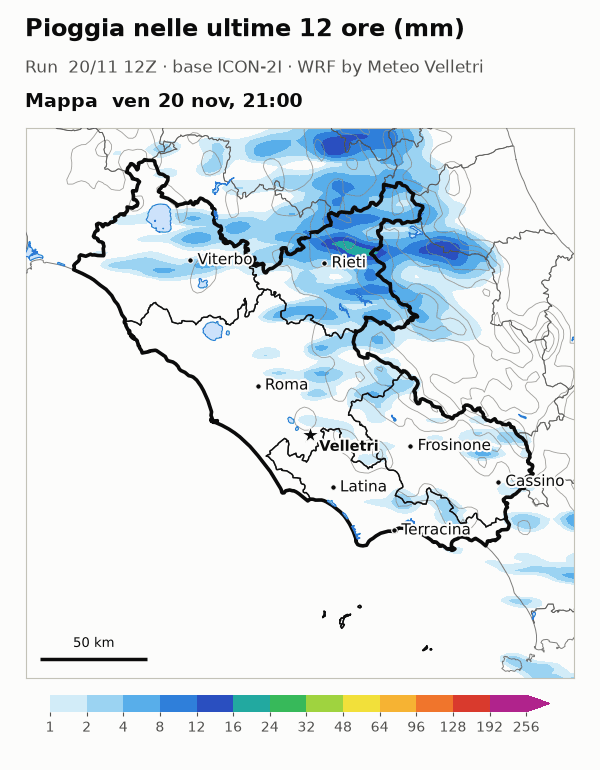 Pioggia nelle ultime 12 ore (mm)
Run  20/11 12Z · base ICON-2I · WRF by Meteo Velletri
Mappa  ven 20 nov, 21:00
Viterbo
Rieti
Roma
Velletri
Frosinone
Cassino
Latina
Terracina
50 km
1 2 4 8 12 16 24 32 48 64 96 128 192 256